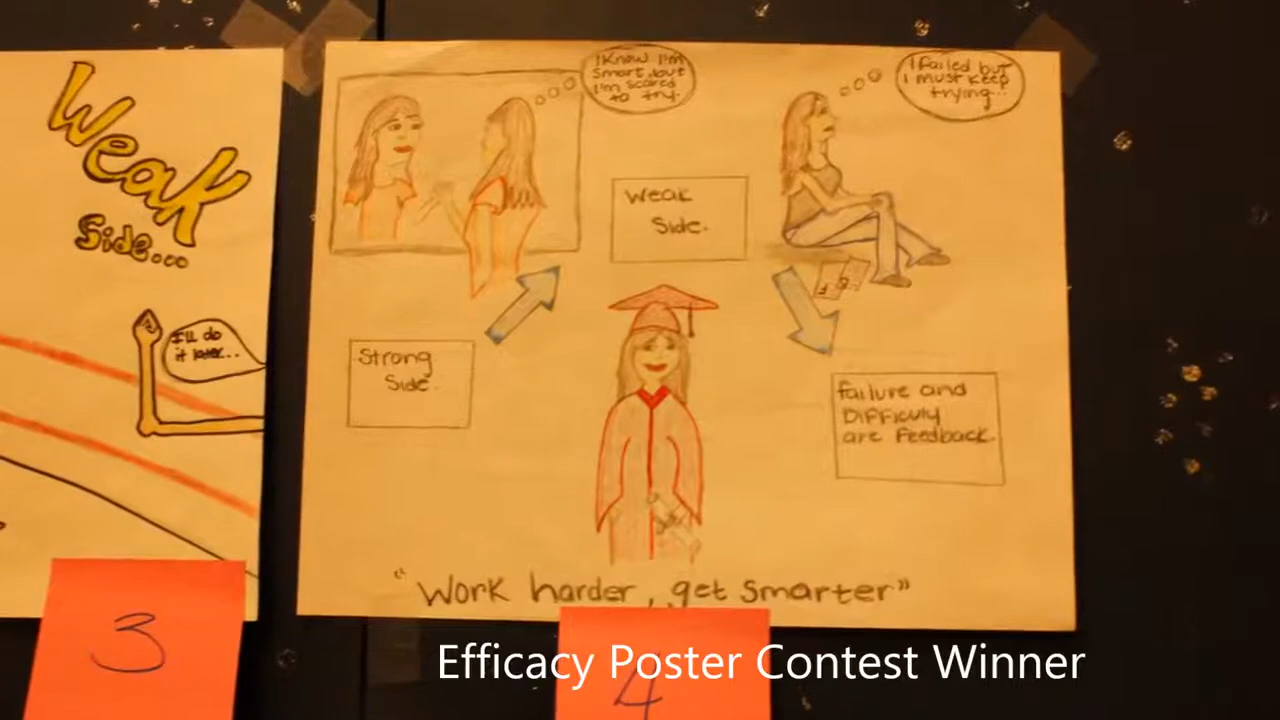 Weak
Side...
I'll do
it later...
3
I know I'm
smart, but
I'm scared
to try.
I failed but
I must keep
trying...
Weak
Side.
Strong
Side.
Failure and
Difficulty
are Feedback.
"Work harder, get smarter"
4
Efficacy Poster Contest Winner